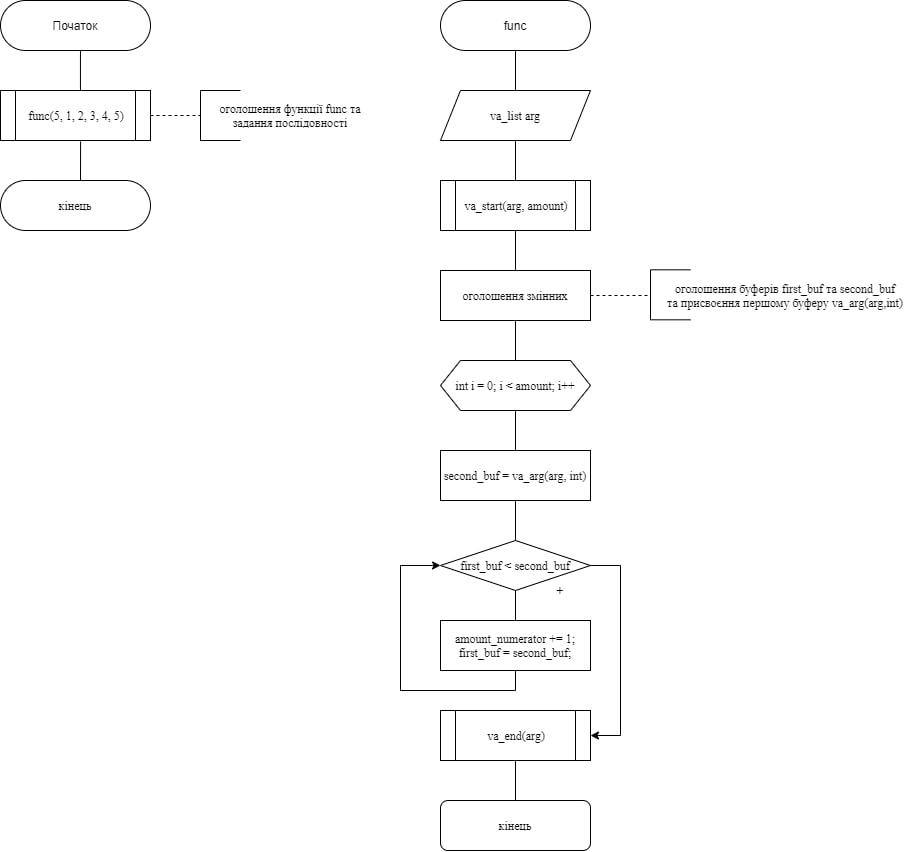 Початок
func(5, 1, 2, 3, 4, 5)
оголошення функції func та
задання послідовності
кінець
func
va_list arg
va_start(arg, amount)
оголошення змінних
оголошення буферів first_buf та second_buf
та присвоєння першому буферу va_arg(arg,int)
int i = 0; i < amount; i++
second_buf = va_arg(arg, int)
first_buf < second_buf
+
amount_numerator += 1;
first_buf = second_buf;
va_end(arg)
кінець